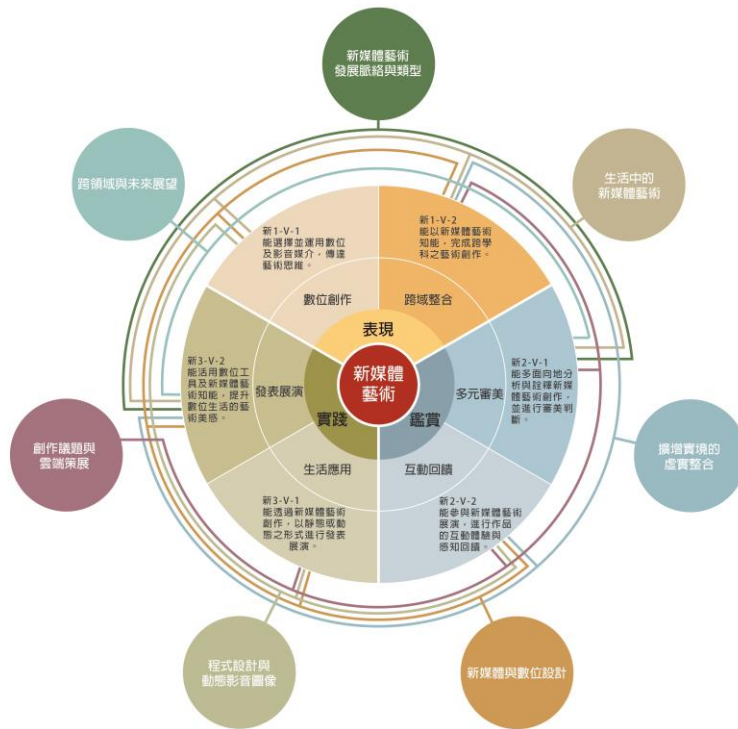 新媒體藝術
發展脈絡與類型
跨領域與未來展望
生活中的
新媒體藝術
新1-V-1
能選擇並運用數位
及影音媒介，傳達
藝術思維。
新1-V-2
能以新媒體藝術
知能，完成跨學
科之藝術創作。
數位創作
跨域整合
表現
新3-V-2
能活用數位工
具及新媒體藝
術知能，提升
數位生活的藝
術美感。
發表展演
實踐
新媒體
藝術
鑑賞
多元審美
新2-V-1
能多面向地分
析與詮釋新媒
體藝術創作，
並進行審美判
斷。
創作議題與
雲端策展
擴增實境的
虛實整合
生活應用
互動回饋
新3-V-1
能透過新媒體藝術
創作，以靜態或動
態之形式進行發表
展演。
新2-V-2
能參與新媒體藝術
展演，進行作品
的互動體驗與
感知回饋。
程式設計與
動態影音圖像
新媒體與數位設計